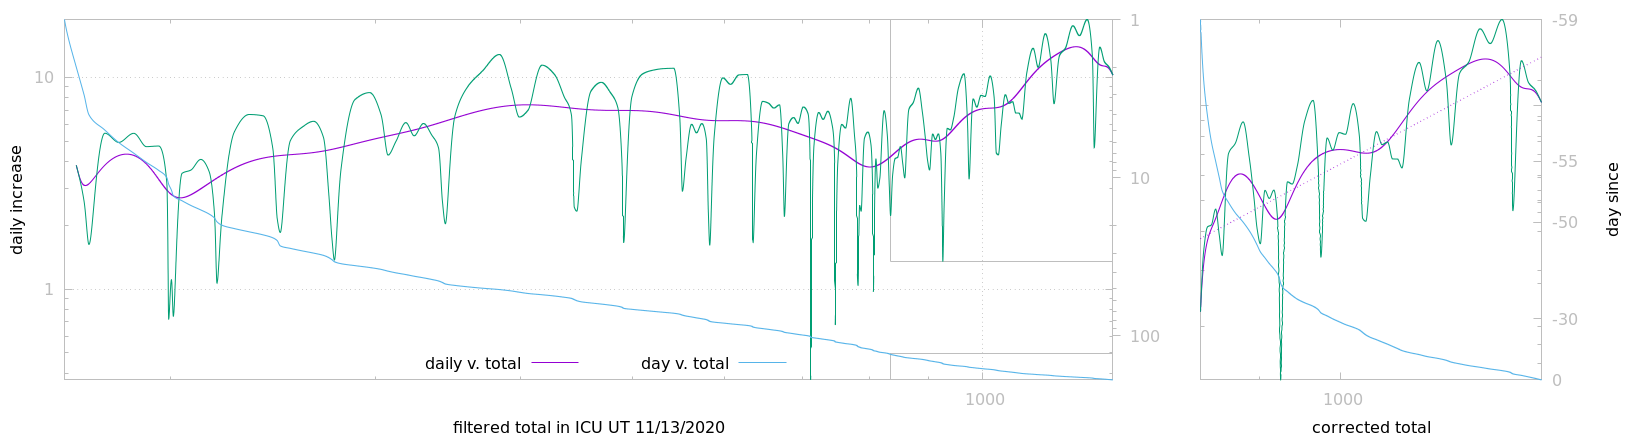 daily increase
10
1
daily v. total
day v. total
1
10
100
1000
filtered total in ICU UT 11/13/2020
-59
-55
-50
-30
0
day since
1000
corrected total